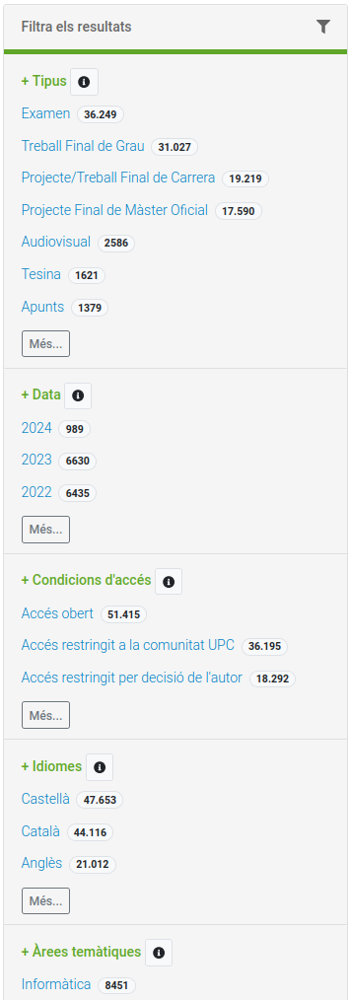 Filtra els resultats
+ Tipus
Examen 36.249
Treball Final de Grau 31.027
Projecte/Treball Final de Carrera 19.219
Projecte Final de Màster Oficial 17.590
Audiovisual 2586
Tesina 1621
Apunts 1379
Més...
+ Data
2024 989
2023 6630
2022 6435
Més...
+ Condicions d'accés
Accés obert 51.415
Accés restringit a la comunitat UPC 36.195
Accés restringit per decisió de l'autor 18.292
Més...
+ Idiomes
Castellà 47.653
Català 44.116
Anglès 21.012
Més...
+ Àrees temàtiques
Informàtica 8451